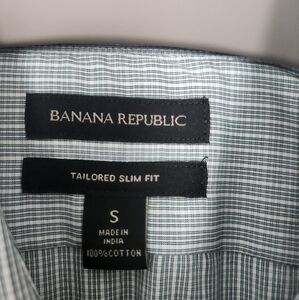 BANANA REPUBLIC
TAILORED SLIM FIT
S
MADE IN
INDIA
100% COTTON